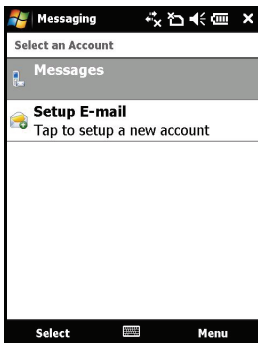 Messaging
Select an Account
Messages
Setup E-mail
Tap to setup a new account
Select
Menu